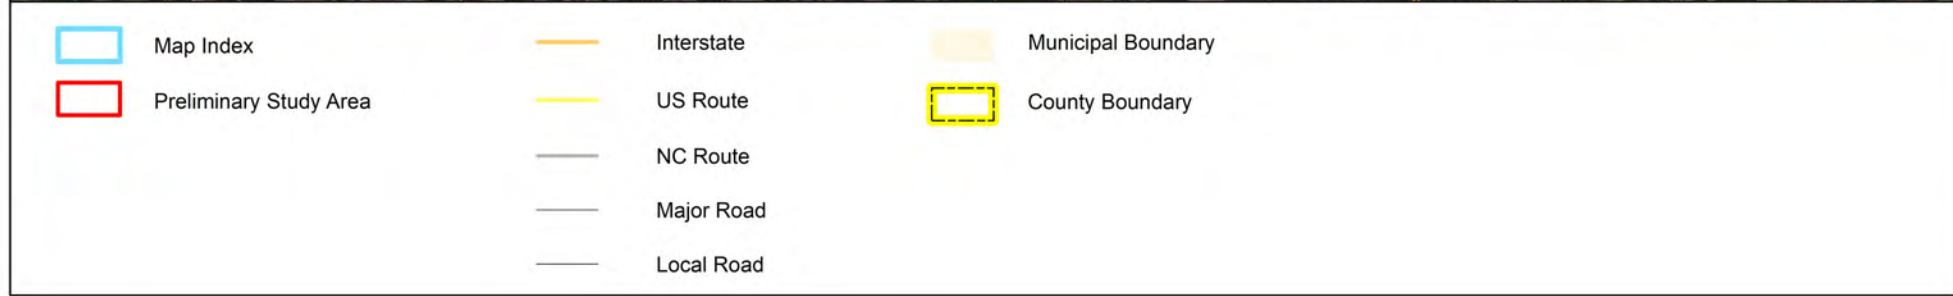 Map Index
Preliminary Study Area
Interstate
US Route
NC Route
Major Road
Local Road
Municipal Boundary
County Boundary